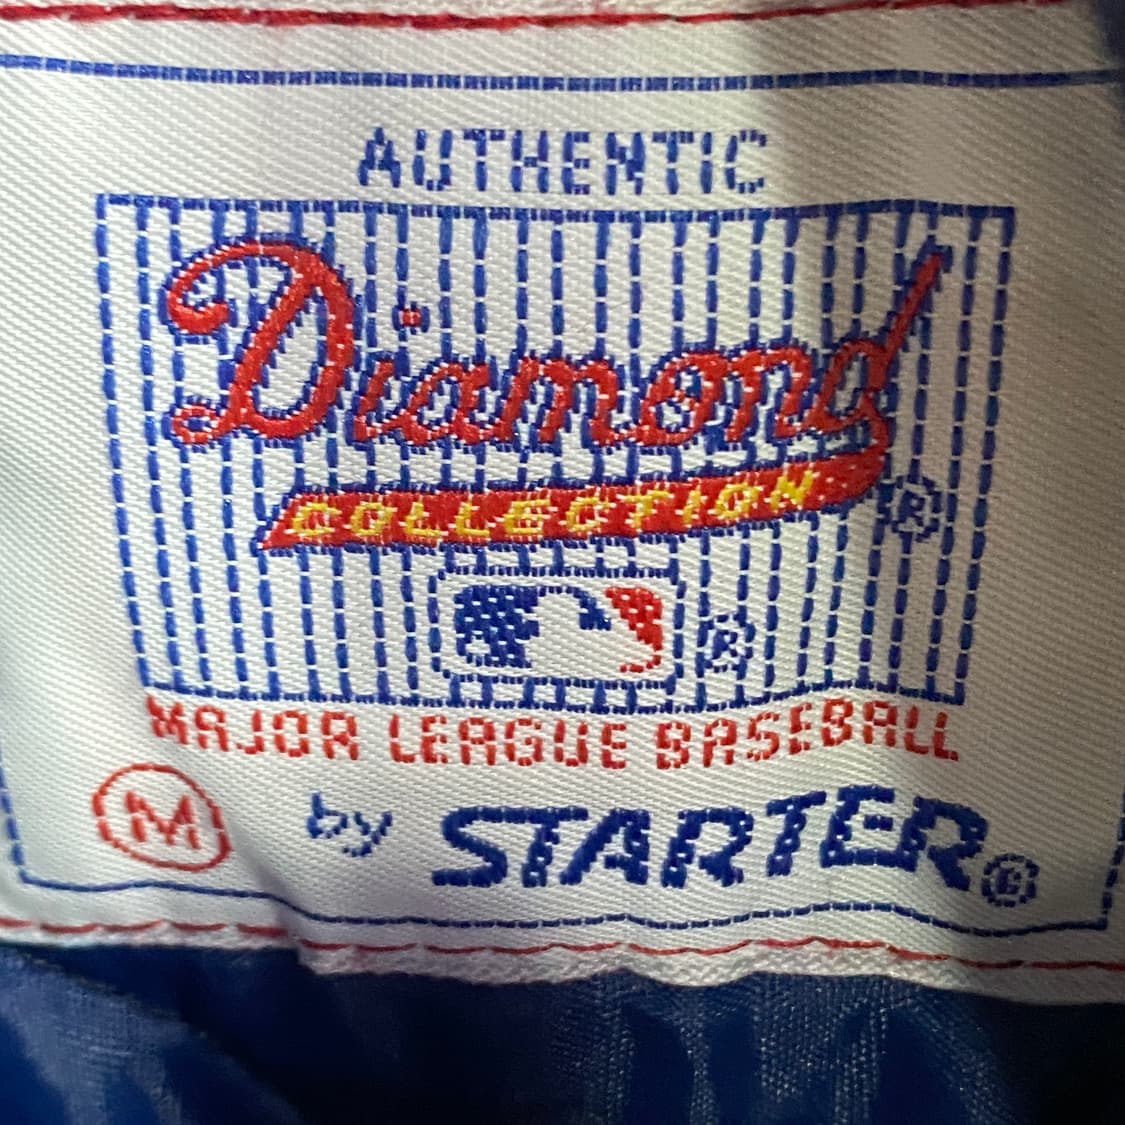 AUTHENTIC
Diamond
COLLECTION ®
®
MAJOR LEAGUE BASEBALL
M by STARTER®